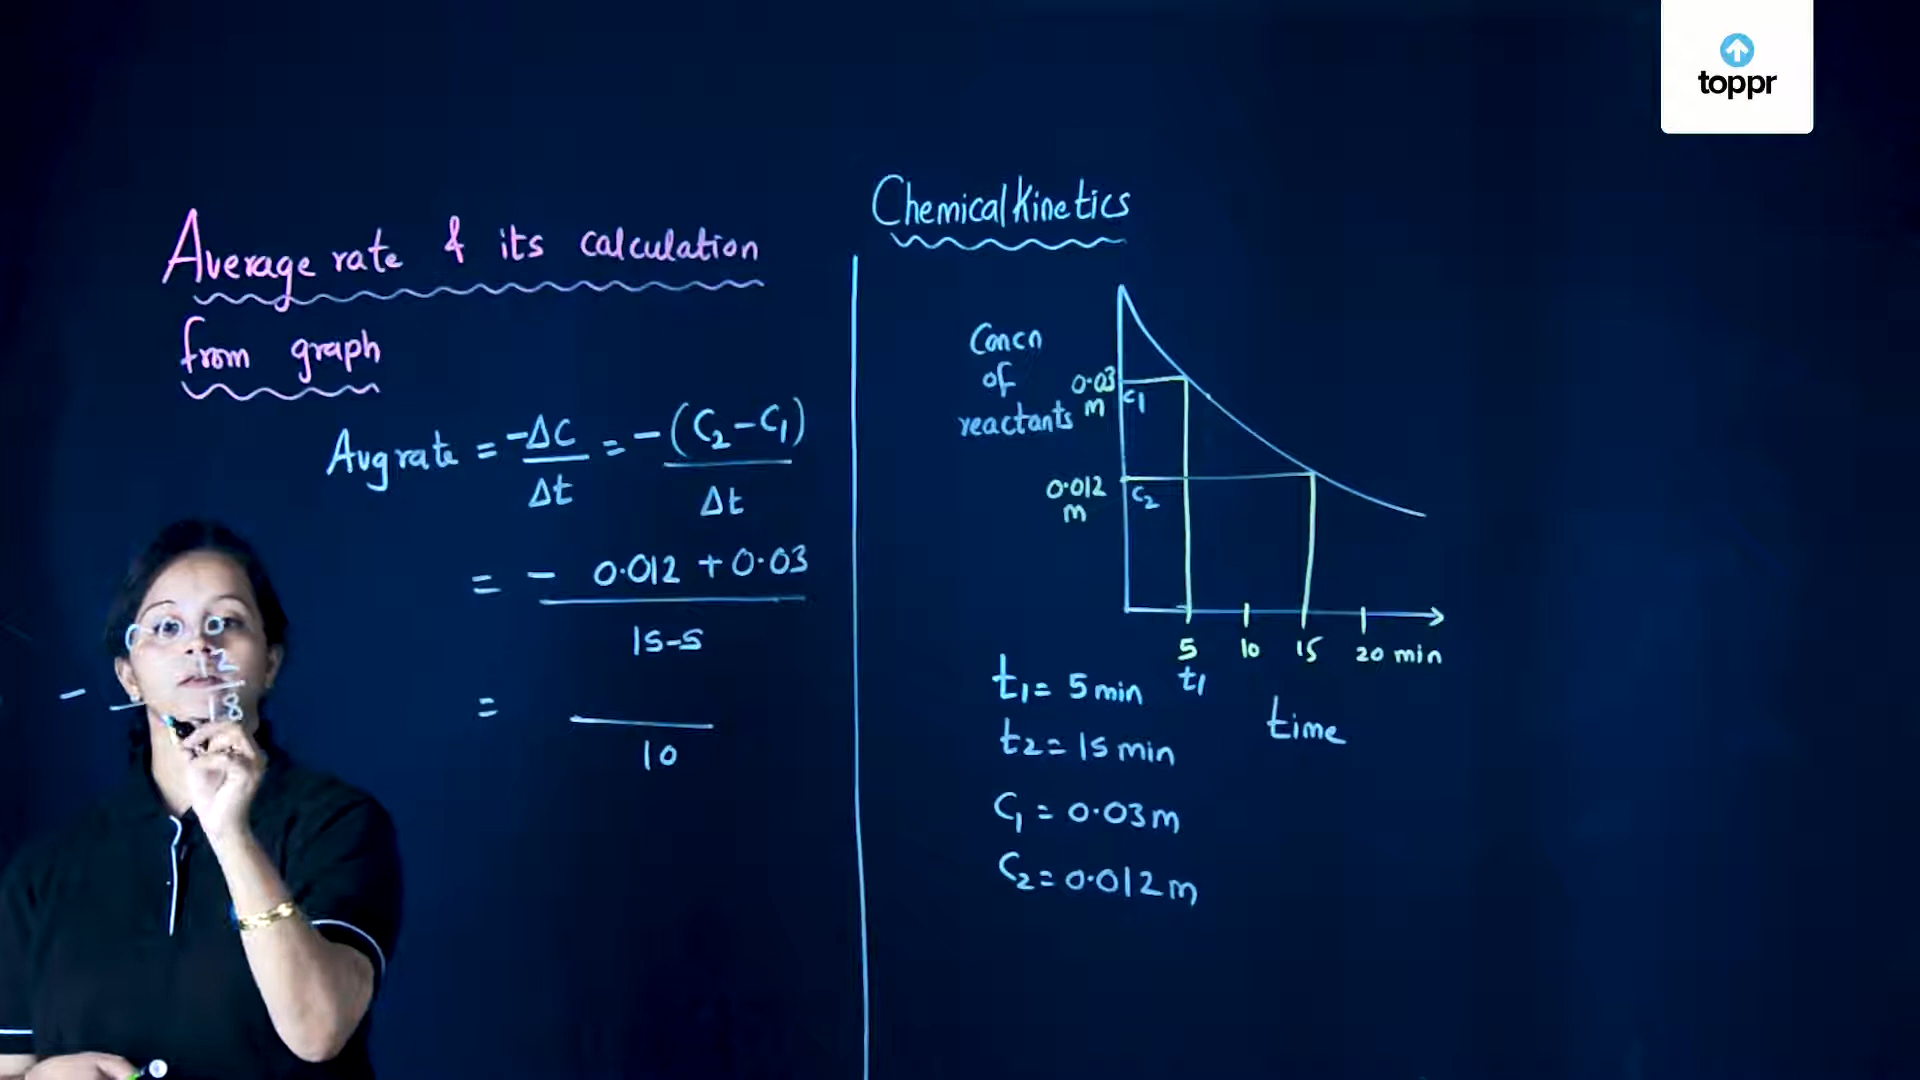 toppr
Average rate & its calculation
from graph
Avg rate = -Δc/Δt = -(C2-C1)/Δt
= - 0.012 + 0.03
15-5
=
10
-
12
18
Chemical Kinetics
Concn
of
reactants
0.03
m
C1
0.012
m
C2
5 10 15 20 min
t1
time
t1 = 5 min
t2 = 15 min
C1 = 0.03 m
C2 = 0.012 m